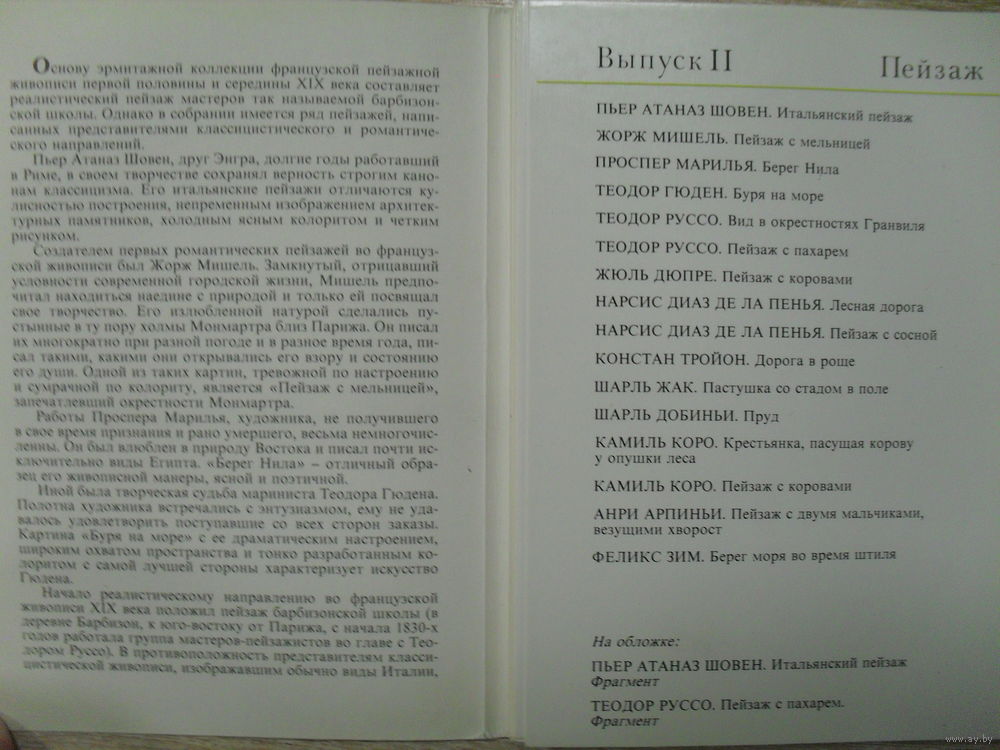 Основу эрмитажной коллекции французской пейзажной
живописи первой половины и середины XIX века составляет
реалистический пейзаж мастеров так называемой барбизон-
ской школы. Однако в собрании имеется ряд пейзажей, напи-
санных представителями классицистического и романтиче-
ского направлений.
Пьер Атаназ Шовен, друг Энгра, долгие годы работавший
в Риме, в своем творчестве сохранял верность строгим кано-
нам классицизма. Его итальянские пейзажи отличаются ку-
лисностью построения, непременным изображением архитек-
турных памятников, холодным ясным колоритом и четким
рисунком.
Создателем первых романтических пейзажей во француз-
ской живописи был Жорж Мишель. Замкнутый, отрицавший
условности современной городской жизни, Мишель предпо-
читал находиться наедине с природой и только ей посвящал
свое творчество. Его излюбленной натурой сделались пу-
стынные в ту пору холмы Монмартра близ Парижа. Он писал
их многократно при разной погоде и в разное время года, пи-
сал такими, какими они открывались его взору и состоянию
его души. Одной из таких картин, тревожной по настроению
и сумрачной по колориту, является «Пейзаж с мельницей»,
запечатлевший окрестности Монмартра.
Работы Проспера Марилья, художника, не получившего
в свое время признания и рано умершего, весьма немногочис-
ленны. Он был влюблен в природу Востока и писал почти ис-
ключительно виды Египта. «Берег Нила» – отличный обра-
зец его живописной манеры, ясной и поэтичной.
Иной была творческая судьба мариниста Теодора Гюдена.
Полотна художника встречались с энтузиазмом, ему не уда-
валось удовлетворить поступавшие со всех сторон заказы.
Картина «Буря на море» с ее драматическим настроением,
широким охватом пространства и тонко разработанным ко-
лоритом с самой лучшей стороны характеризует искусство
Гюдена.
Начало реалистическому направлению во французской
живописи XIX века положил пейзаж барбизонской школы (в
деревне Барбизон, к юго-востоку от Парижа, с начала 1830-х
годов работала группа мастеров-пейзажистов во главе с Тео-
дором Руссо). В противоположность представителям класси-
цистической живописи, изображавшим обычно виды Италии,
Выпуск II
Пейзаж
ПЬЕР АТАНАЗ ШОВЕН. Итальянский пейзаж
ЖОРЖ МИШЕЛЬ. Пейзаж с мельницей
ПРОСПЕР МАРИЛЬЯ. Берег Нила
ТЕОДОР ГЮДЕН. Буря на море
ТЕОДОР РУССО. Вид в окрестностях Гранвиля
ТЕОДОР РУССО. Пейзаж с пахарем
ЖЮЛЬ ДЮПРЕ. Пейзаж с коровами
НАРСИС ДИАЗ ДЕ ЛА ПЕНЬЯ. Лесная дорога
НАРСИС ДИАЗ ДЕ ЛА ПЕНЬЯ. Пейзаж с сосной
КОНСТАН ТРОЙОН. Дорога в роще
ШАРЛЬ ЖАК. Пастушка со стадом в поле
ШАРЛЬ ДОБИНЬИ. Пруд
КАМИЛЬ КОРО. Крестьянка, пасущая корову
у опушки леса
КАМИЛЬ КОРО. Пейзаж с коровами
АНРИ АРПИНЬИ. Пейзаж с двумя мальчиками,
везущими хворост
ФЕЛИКС ЗИМ. Берег моря во время штиля
На обложке:
ПЬЕР АТАНАЗ ШОВЕН. Итальянский пейзаж
Фрагмент
ТЕОДОР РУССО. Пейзаж с пахарем.
Фрагмент
www.ay.by